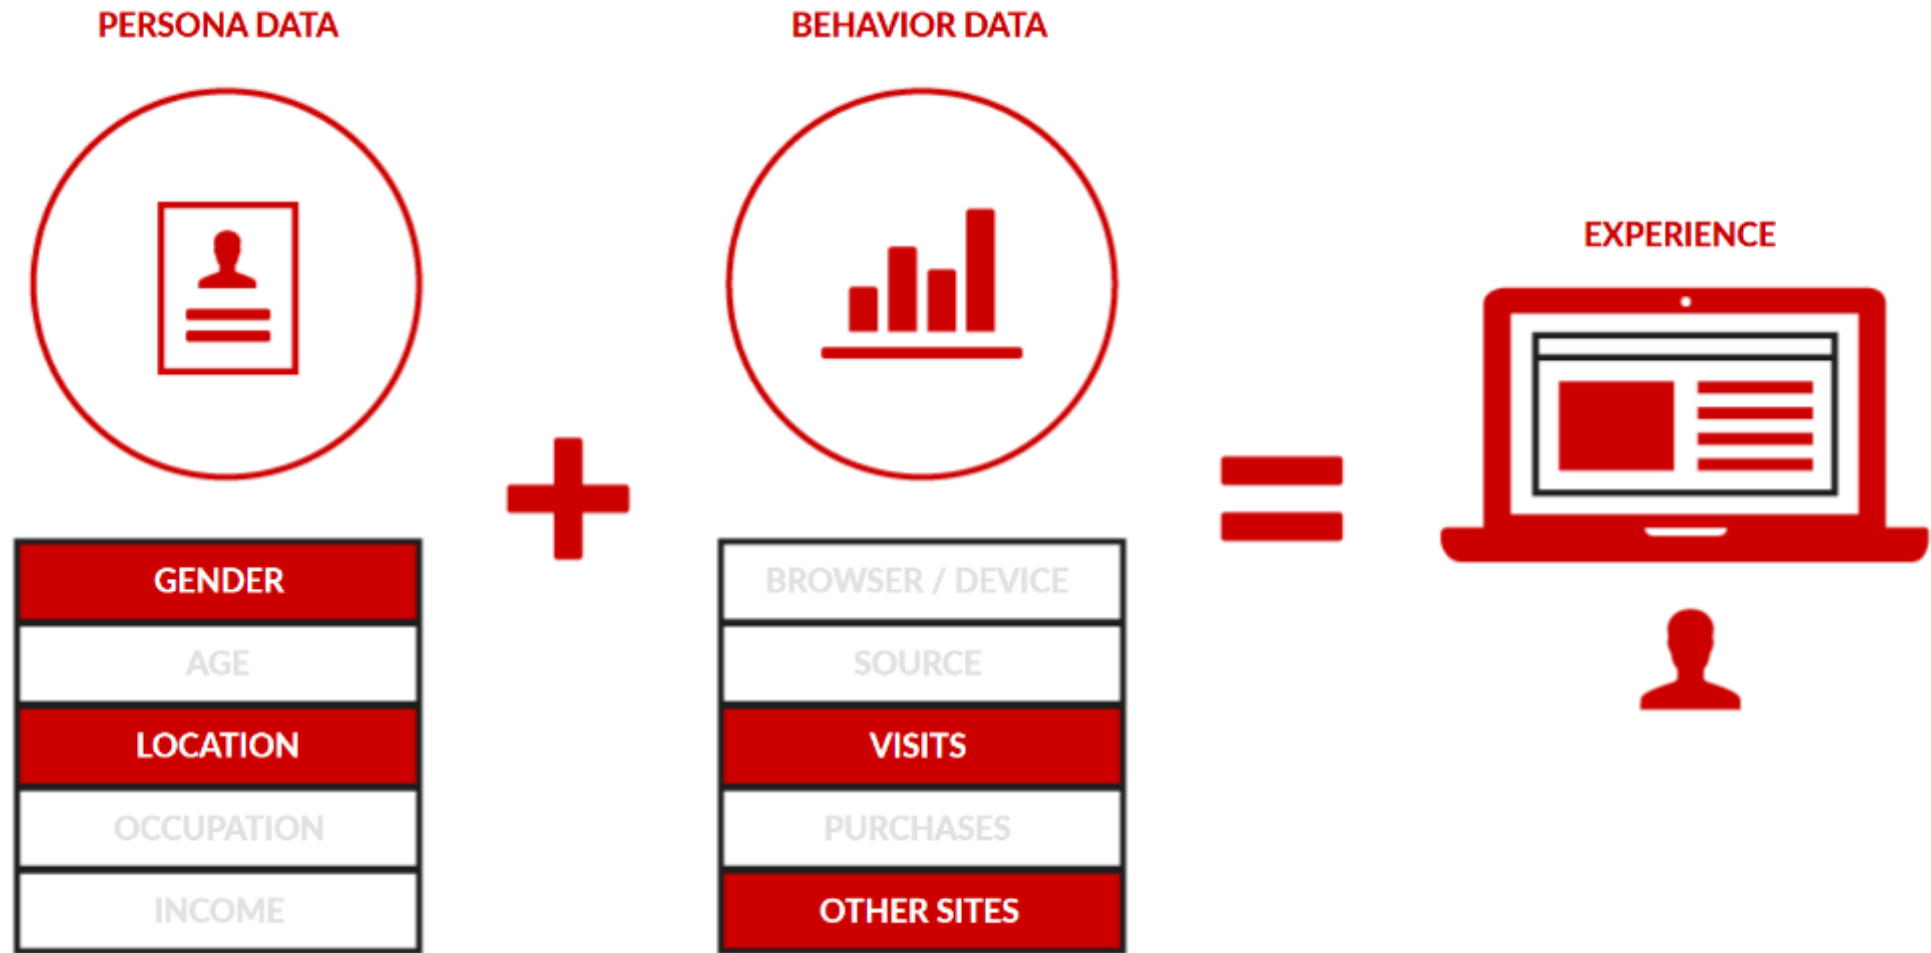 PERSONA DATA
GENDER
AGE
LOCATION
OCCUPATION
INCOME
BEHAVIOR DATA
BROWSER / DEVICE
SOURCE
VISITS
PURCHASES
OTHER SITES
EXPERIENCE